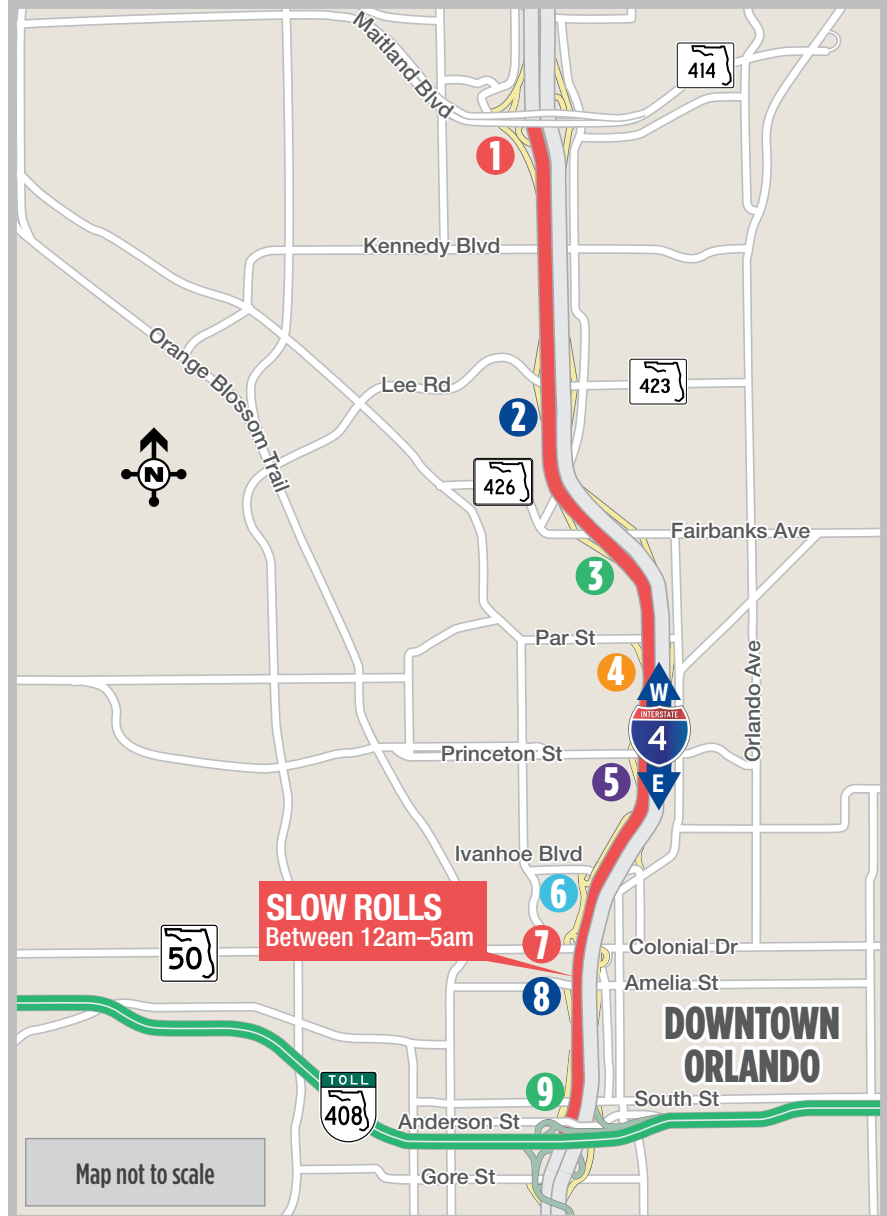 Maitland Blvd
414
1
Kennedy Blvd
Orange Blossom Trail
Lee Rd
423
2
N
426
Fairbanks Ave
3
Par St
4
W
INTERSTATE
4
E
Orlando Ave
Princeton St
5
Ivanhoe Blvd
6
SLOW ROLLS
Between 12am–5am
7
50
Colonial Dr
8
Amelia St
DOWNTOWN
ORLANDO
9
South St
TOLL
408
Anderson St
Map not to scale
Gore St